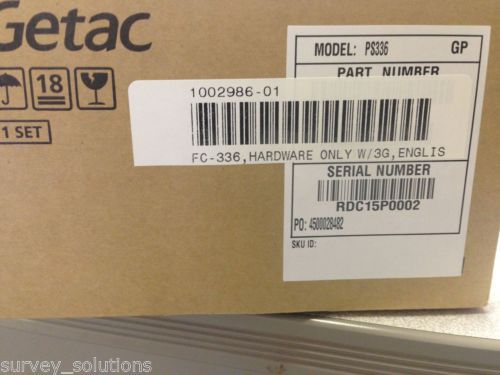 Getac
18
1 SET
MODEL: PS336 GP
PART NUMBER
1002986-01
FC-336,HARDWARE ONLY W/3G,ENGLIS
SERIAL NUMBER
RDC15P0002
PO: 4500028482
SKU ID:
survey_solutions